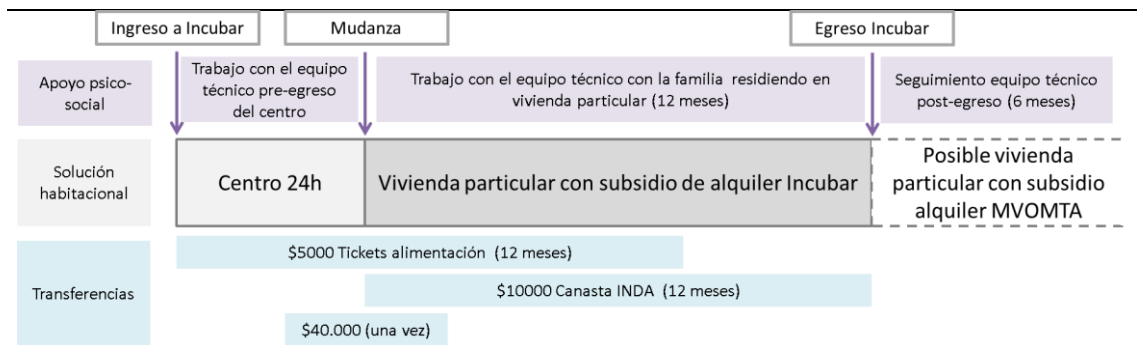 Ingreso a Incubar
Mudanza
Egreso Incubar
Apoyo psico-
social
Trabajo con el equipo
técnico pre-egreso
del centro
Trabajo con el equipo técnico con la familia residiendo en
vivienda particular (12 meses)
Seguimiento equipo técnico
post-egreso (6 meses)
Solución
habitacional
Centro 24h
Vivienda particular con subsidio de alquiler Incubar
Posible vivienda
particular con subsidio
alquiler MVOMTA
Transferencias
$5000 Tickets alimentación (12 meses)
$10000 Canasta INDA (12 meses)
$40.000 (una vez)